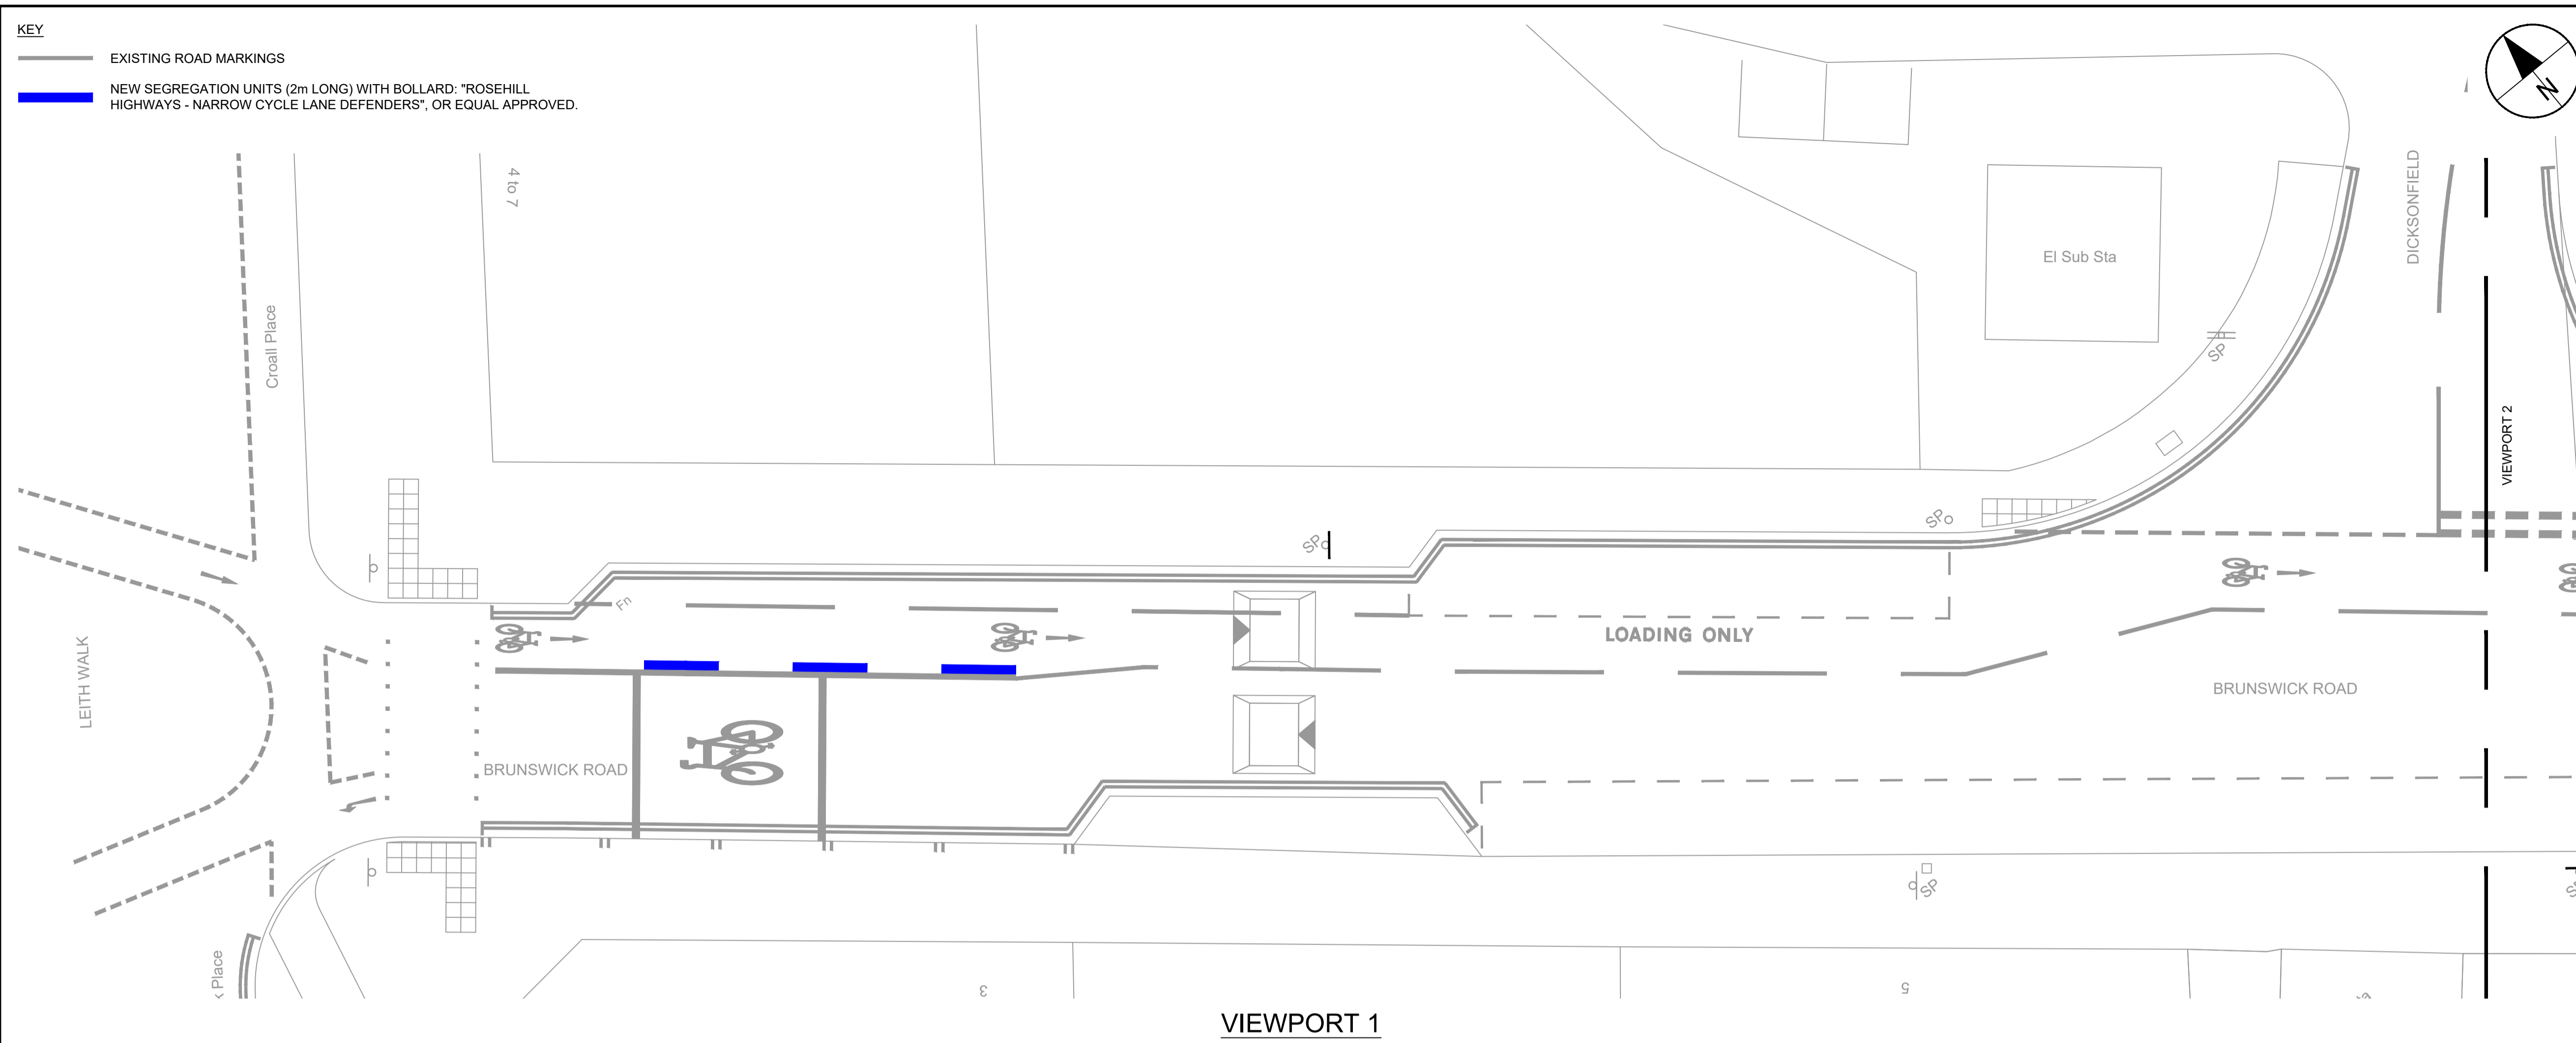 KEY
EXISTING ROAD MARKINGS
NEW SEGREGATION UNITS (2m LONG) WITH BOLLARD: "ROSEHILL
HIGHWAYS - NARROW CYCLE LANE DEFENDERS", OR EQUAL APPROVED.
N
4 to 7
Croall Place
DICKSONFIELD
El Sub Sta
SP
VIEWPORT 2
SP
SP
Fn
LOADING ONLY
LEITH WALK
BRUNSWICK ROAD
BRUNSWICK ROAD
SP
Place
3
5
VIEWPORT 1